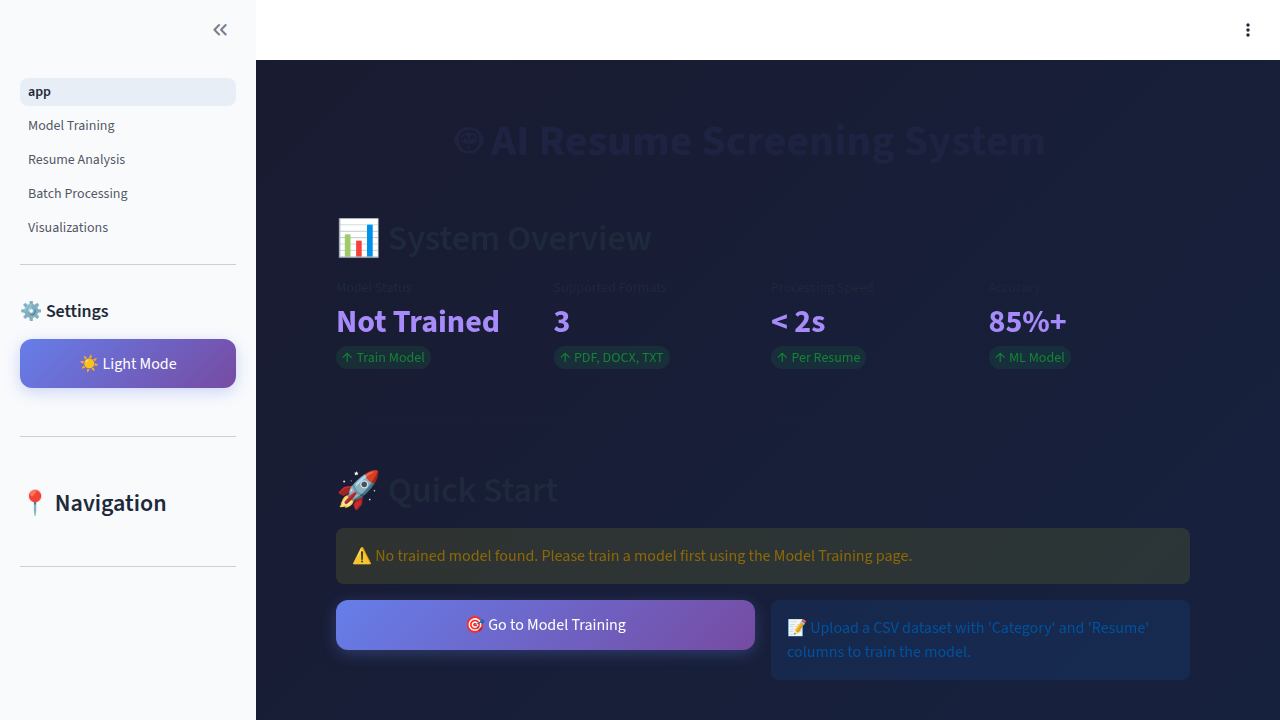 app
Model Training
Resume Analysis
Batch Processing
Visualizations
⚙️ Settings
☀️ Light Mode
📍 Navigation
AI Resume Screening System
📊 System Overview
Model Status
Not Trained
↑ Train Model
Supported Formats
3
↑ PDF, DOCX, TXT
Processing Speed
< 2s
↑ Per Resume
Accuracy
85%+
↑ ML Model
🚀 Quick Start
⚠️ No trained model found. Please train a model first using the Model Training page.
🎯 Go to Model Training
📝 Upload a CSV dataset with 'Category' and 'Resume'
columns to train the model.